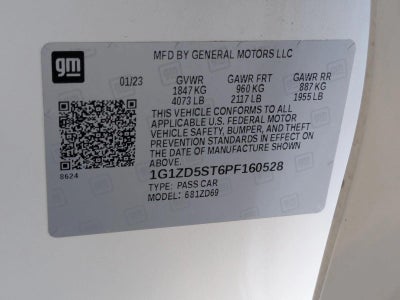 gm
MFD BY GENERAL MOTORS LLC
01/23 GVWR GAWR FRT GAWR RR
1847 KG 960 KG 887 KG
4073 LB 2117 LB 1955 LB
THIS VEHICLE CONFORMS TO ALL
APPLICABLE U.S. FEDERAL MOTOR
VEHICLE SAFETY, BUMPER, AND THEFT
PREVENTION STANDARDS IN EFFECT ON
THE DATE OF MANUFACTURE SHOWN
ABOVE.
8624
1G1ZD5ST6PF160528
TYPE: PASS CAR
MODEL: 681ZD69